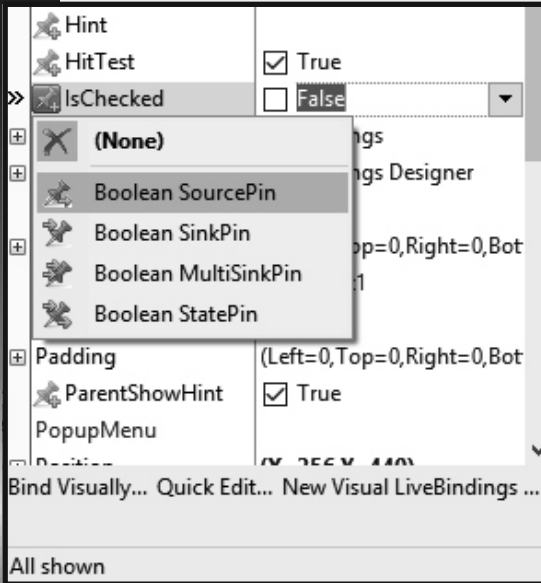 Hint
HitTest True
» IsChecked False
(None) ngs
Boolean SourcePin ngs Designer
Boolean SinkPin
Boolean MultiSinkPin op=0,Right=0,Bot
Boolean StatePin :1
Padding (Left=0,Top=0,Right=0,Bot
ParentShowHint True
PopupMenu
Bind Visually... Quick Edit... New Visual LiveBindings ...
All shown